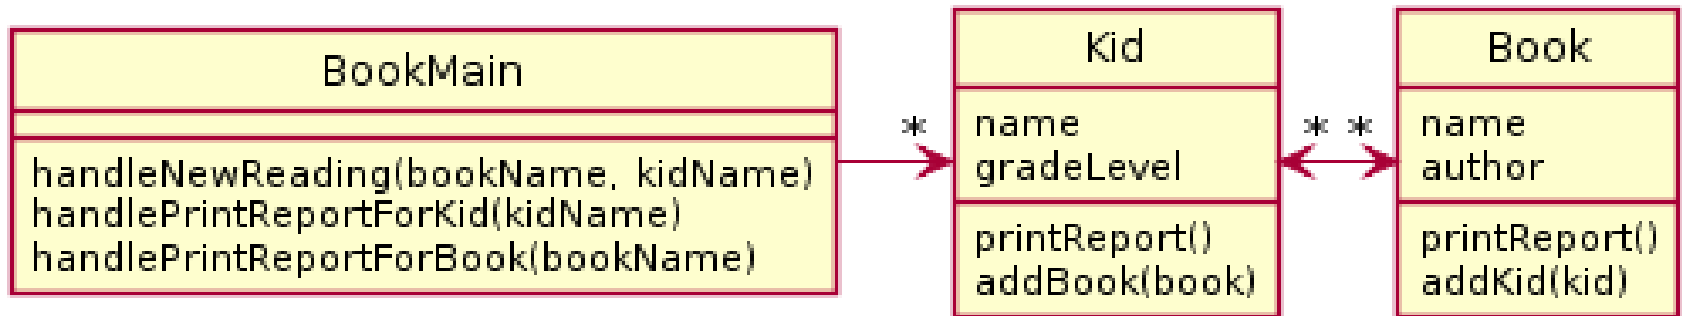 BookMain
handleNewReading(bookName, kidName)
handlePrintReportForKid(kidName)
handlePrintReportForBook(bookName)
*
Kid
name
gradeLevel
printReport()
addBook(book)
* *
Book
name
author
printReport()
addKid(kid)